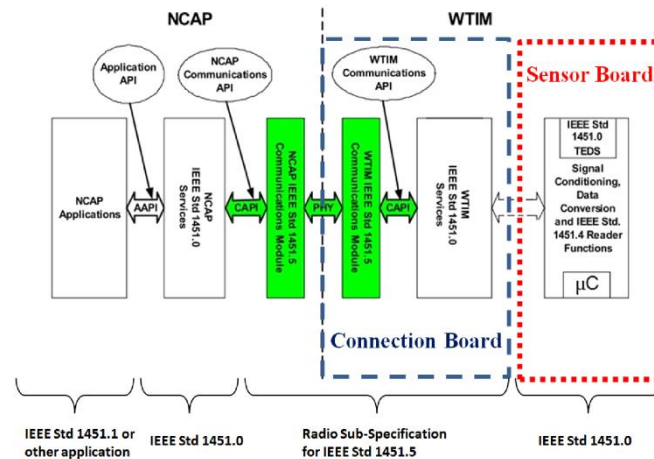 NCAP
WTIM
Application
API
NCAP
Communications
API
WTIM
Communications
API
Sensor Board
NCAP
Applications
AAPI
NCAP
IEEE Std 1451.0
Services
CAPI
NCAP IEEE Std 1451.5
Communications Module
PHY
WTIM IEEE Std 1451.5
Communications Module
CAPI
WTIM
IEEE Std 1451.0
Services
IEEE Std
1451.0
TEDS
Signal
Conditioning,
Data
Conversion
and IEEE Std.
1451.4 Reader
Functions
μC
Connection Board
IEEE Std 1451.1 or
other application
IEEE Std 1451.0
Radio Sub-Specification
for IEEE Std 1451.5
IEEE Std 1451.0